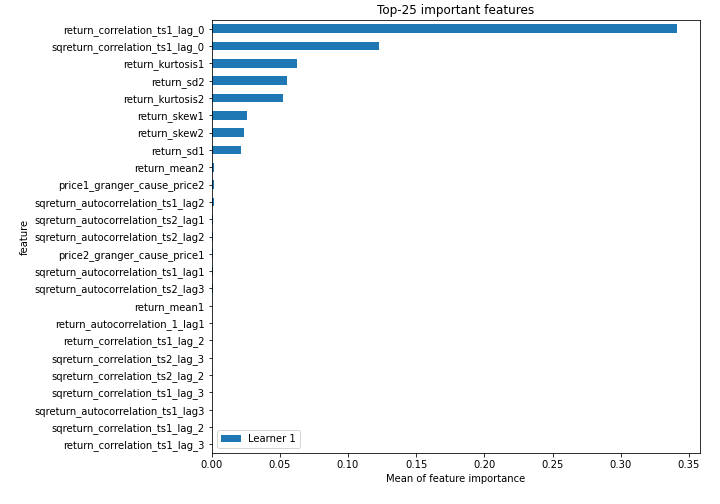 Top-25 important features
return_correlation_ts1_lag_0
sqreturn_correlation_ts1_lag_0
return_kurtosis1
return_sd2
return_kurtosis2
return_skew1
return_skew2
return_sd1
return_mean2
price1_granger_cause_price2
sqreturn_autocorrelation_ts1_lag2
sqreturn_autocorrelation_ts2_lag1
sqreturn_autocorrelation_ts2_lag2
price2_granger_cause_price1
sqreturn_autocorrelation_ts1_lag1
sqreturn_autocorrelation_ts2_lag3
return_mean1
return_autocorrelation_1_lag1
return_correlation_ts1_lag_2
sqreturn_correlation_ts2_lag_3
sqreturn_correlation_ts2_lag_2
sqreturn_correlation_ts1_lag_3
sqreturn_autocorrelation_ts1_lag3
sqreturn_correlation_ts1_lag_2
return_correlation_ts1_lag_3
feature
Learner 1
0.00 0.05 0.10 0.15 0.20 0.25 0.30 0.35
Mean of feature importance